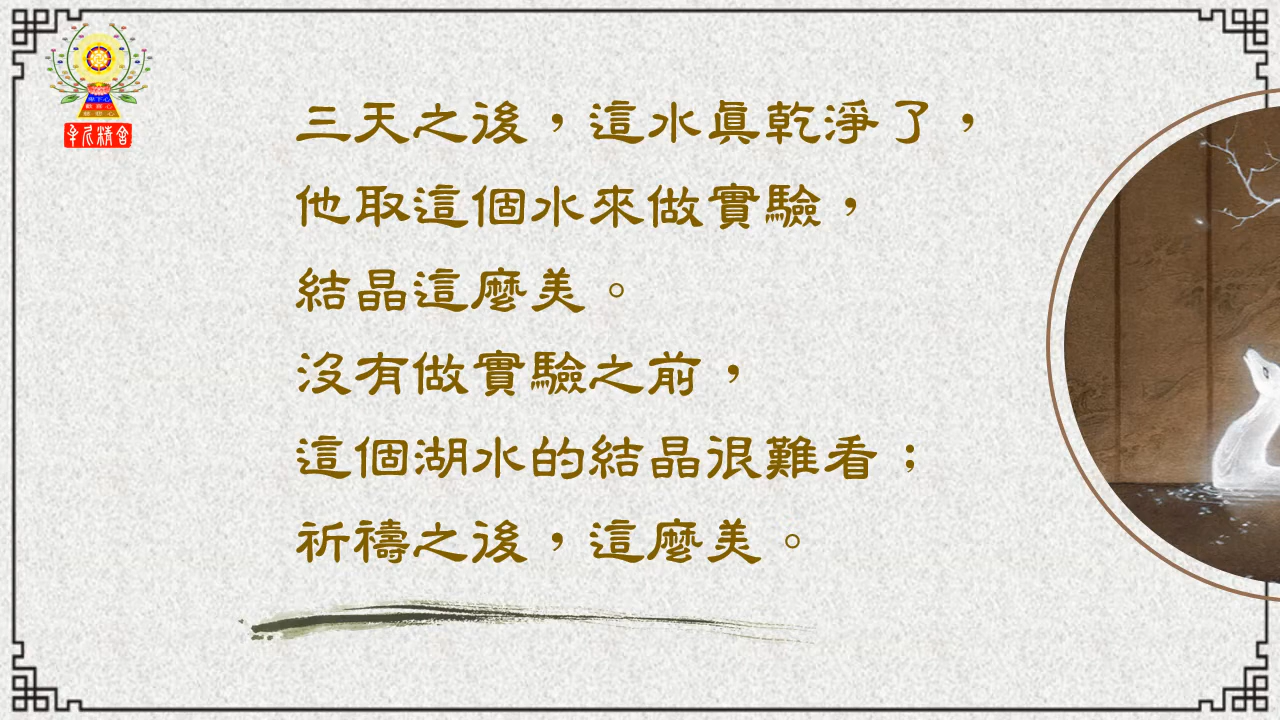 三天之後，這水真乾淨了，
他取這個水來做實驗，
結晶這麼美。
沒有做實驗之前，
這個湖水的結晶很難看；
祈禱之後，這麼美。